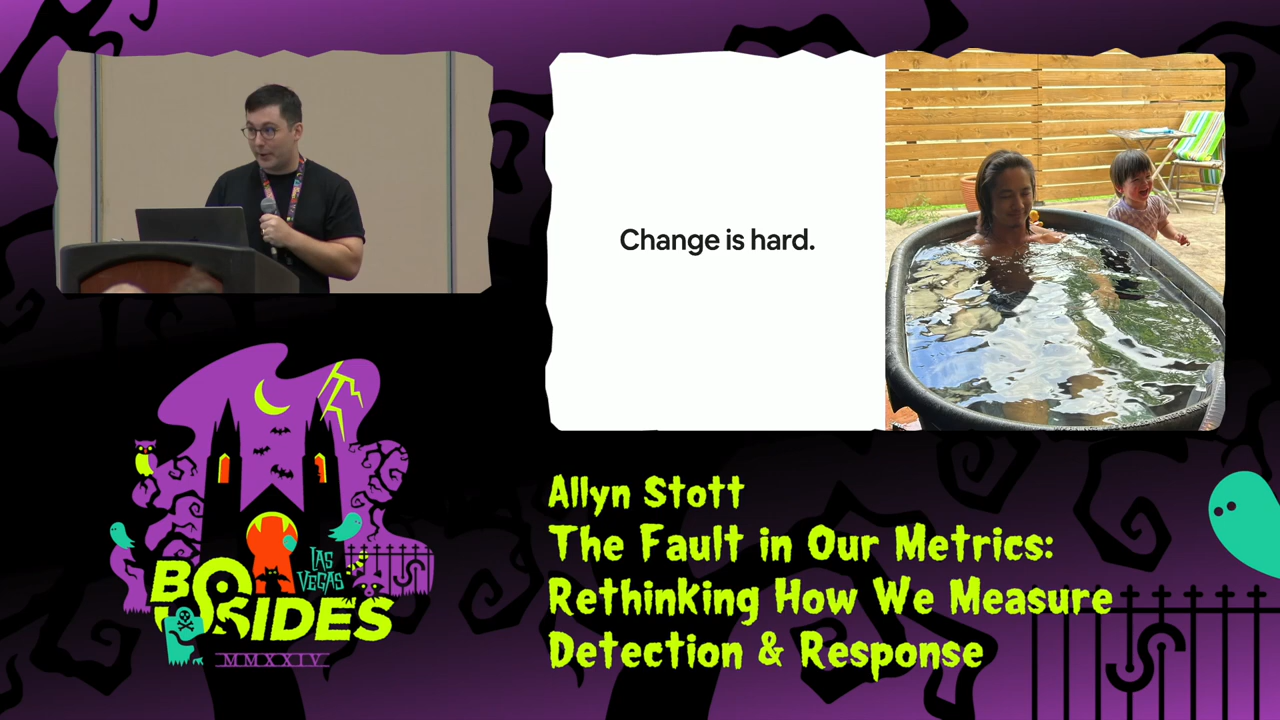 Change is hard.
BSIDES
LAS
VEGAS
MMXXIV
Allyn Stott
The Fault in Our Metrics:
Rethinking How We Measure
Detection & Response